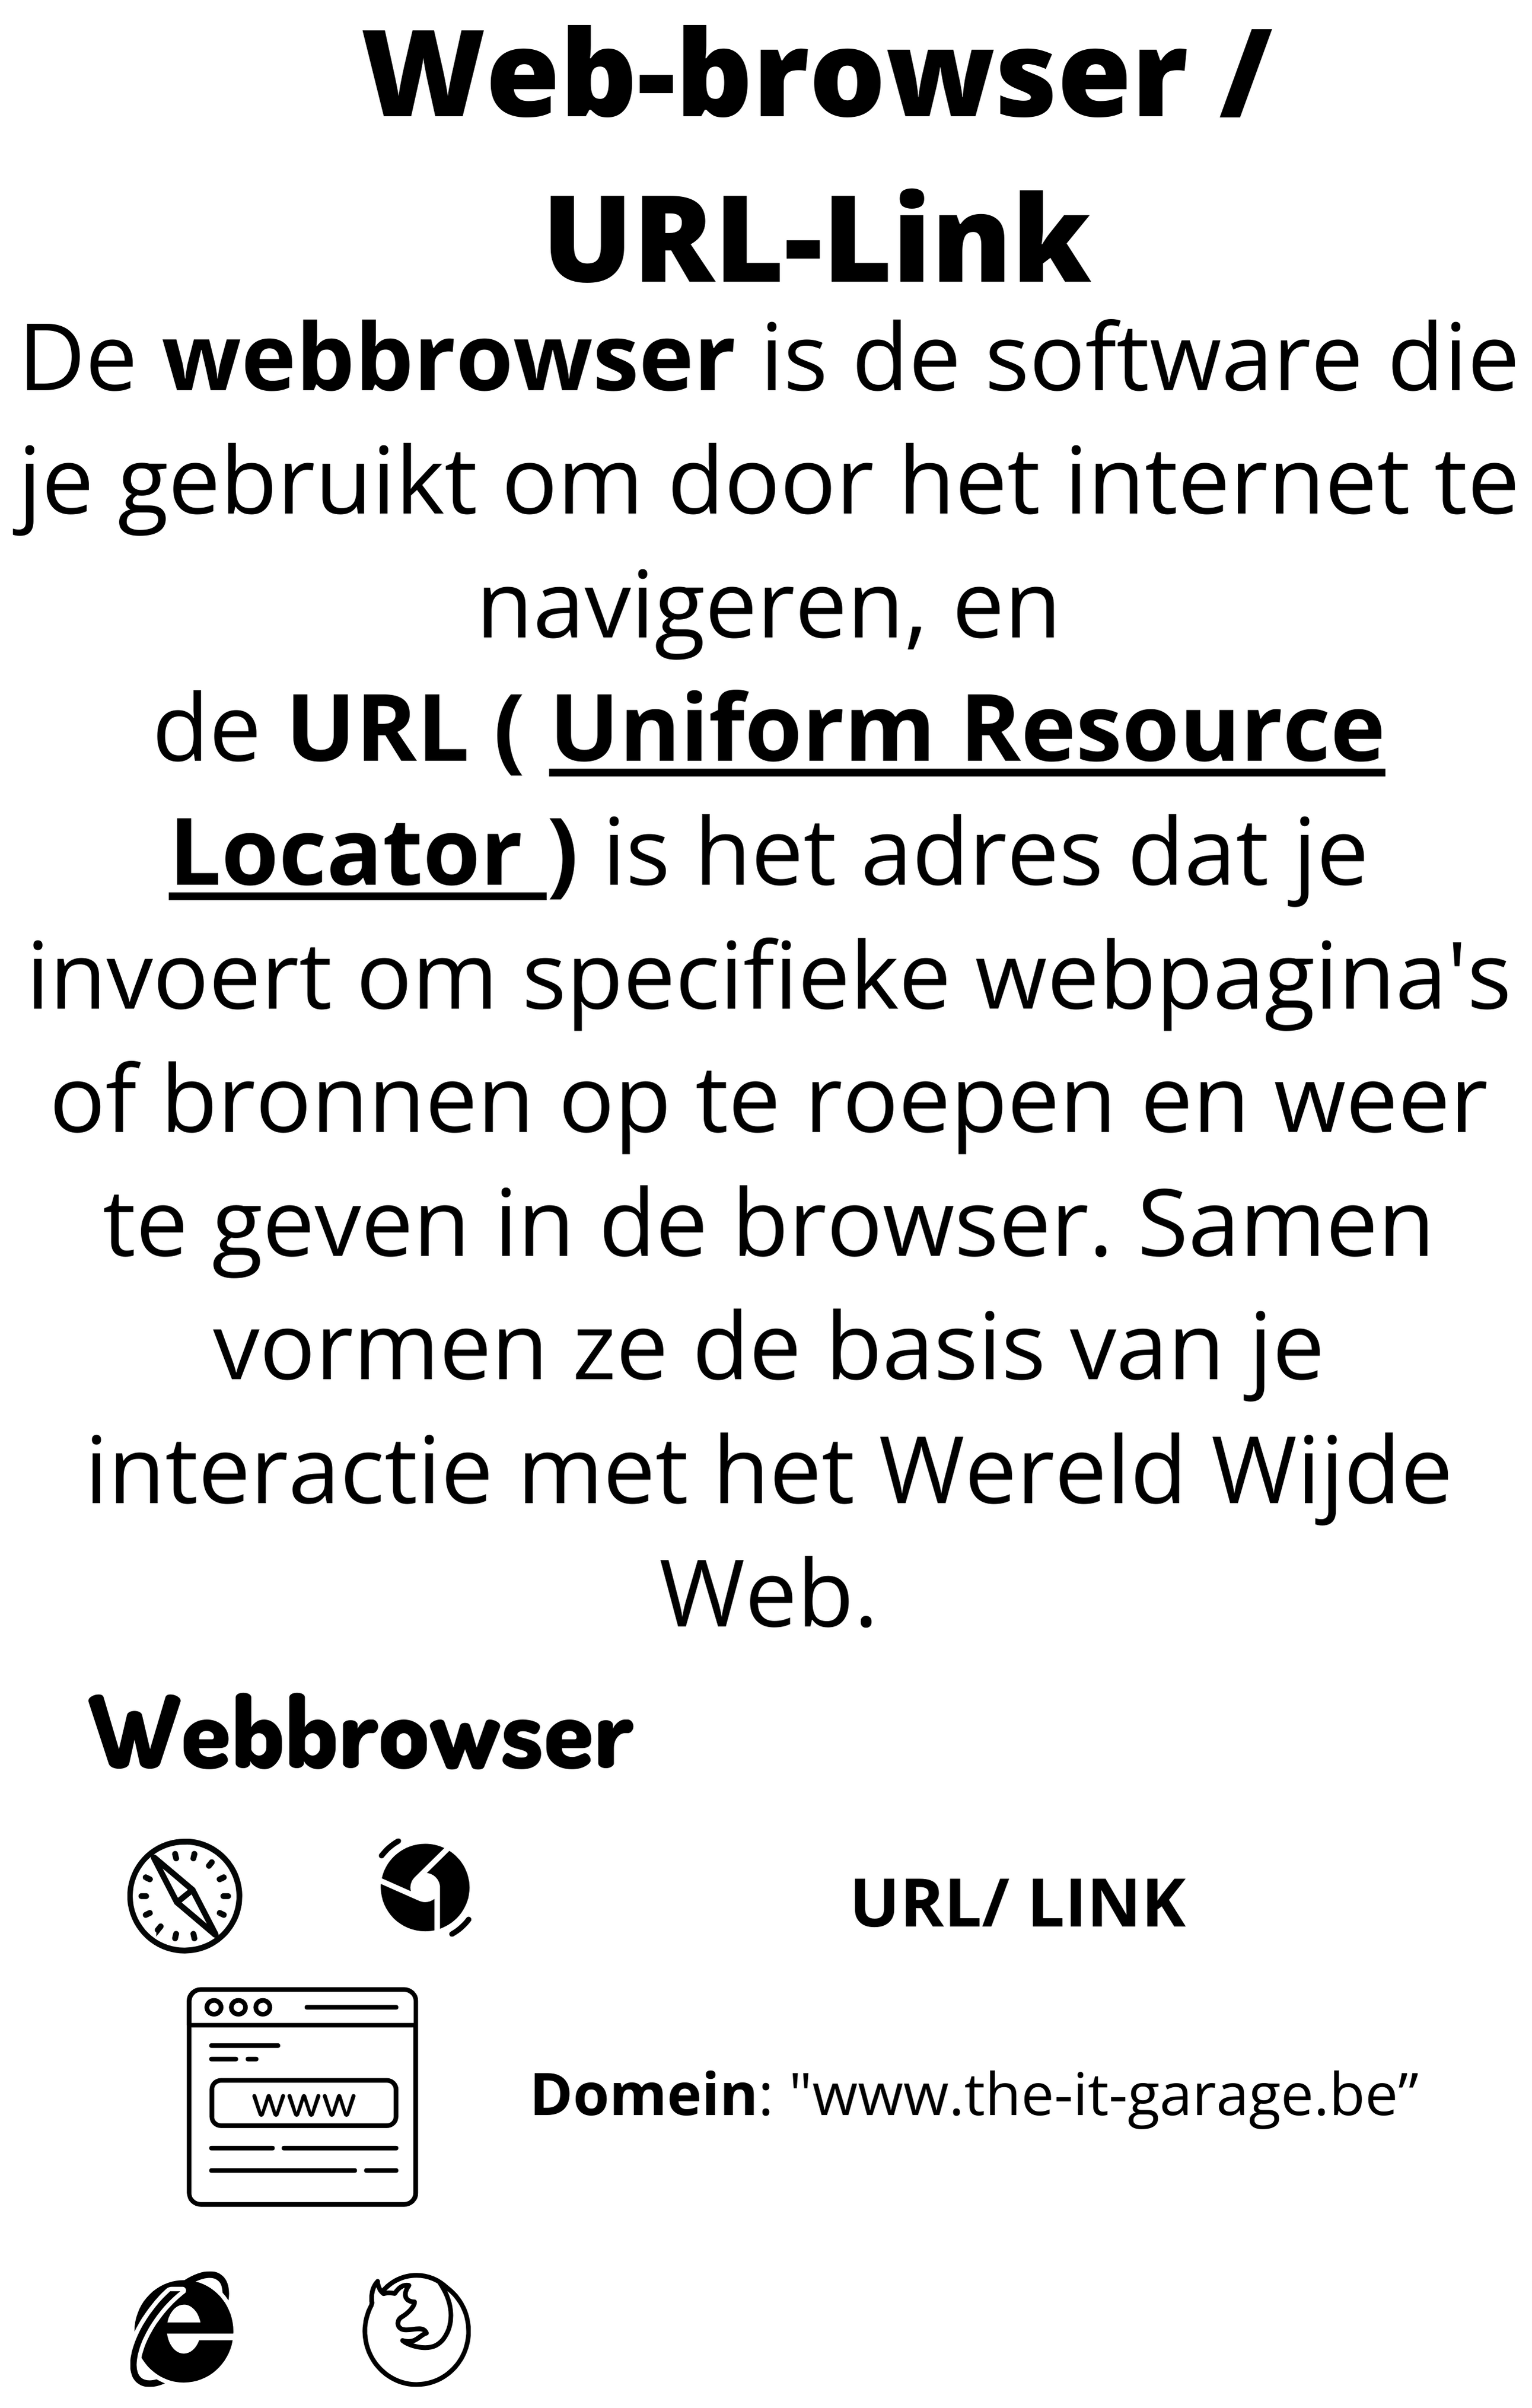 Web-browser /
URL-Link
De webbrowser is de software die
je gebruikt om door het internet te
navigeren, en
de URL ( Uniform Resource
Locator ) is het adres dat je
invoert om specifieke webpagina's
of bronnen op te roepen en weer
te geven in de browser. Samen
vormen ze de basis van je
interactie met het Wereld Wijde
Web.
Webbrowser
URL/ LINK
www
Domein: "www.the-it-garage.be”